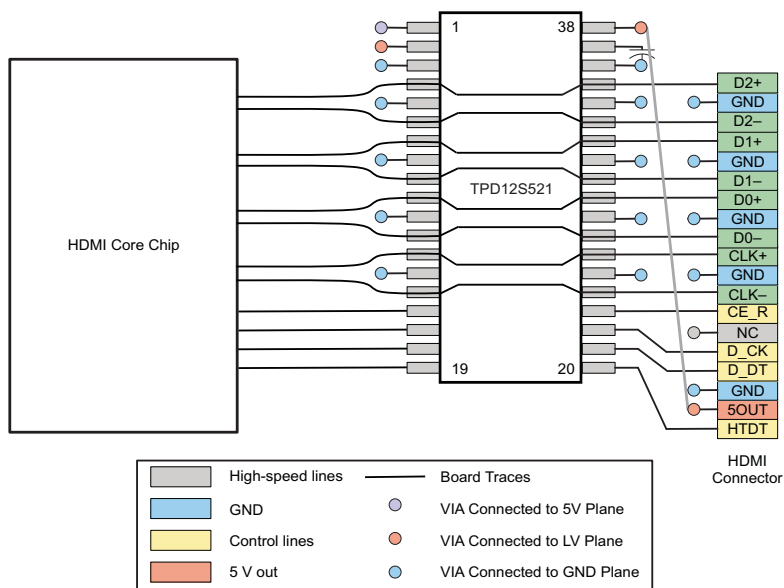 1
38
D2+
GND
D2–
D1+
GND
D1–
D0+
GND
D0–
CLK+
GND
CLK–
CE_R
NC
D_CK
D_DT
GND
5OUT
HTDT
TPD12S521
HDMI Core Chip
19
20
HDMI
Connector
High-speed lines
GND
Control lines
5 V out
Board Traces
VIA Connected to 5V Plane
VIA Connected to LV Plane
VIA Connected to GND Plane